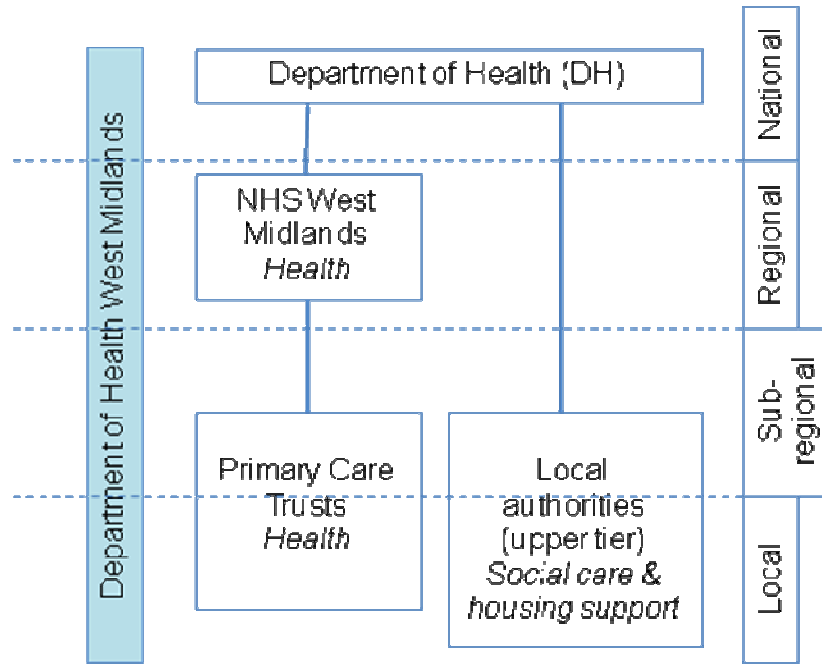 Department of Health West Midlands
Department of Health (DH)
National
NHS West
Midlands
Health
Regional
Sub-
regional
Primary Care
Trusts
Health
Local
authorities
(upper tier)
Social care &
housing support
Local